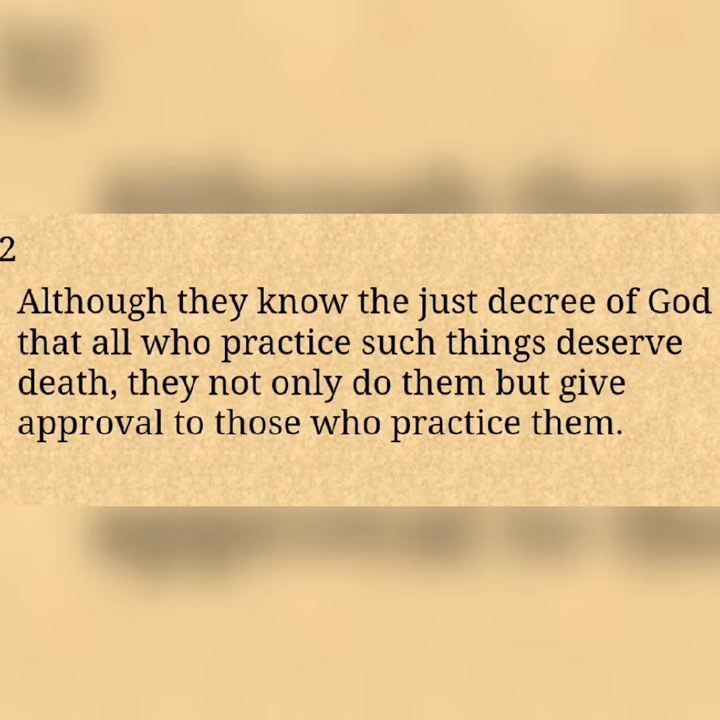 2
Although they know the just decree of God
that all who practice such things deserve
death, they not only do them but give
approval to those who practice them.